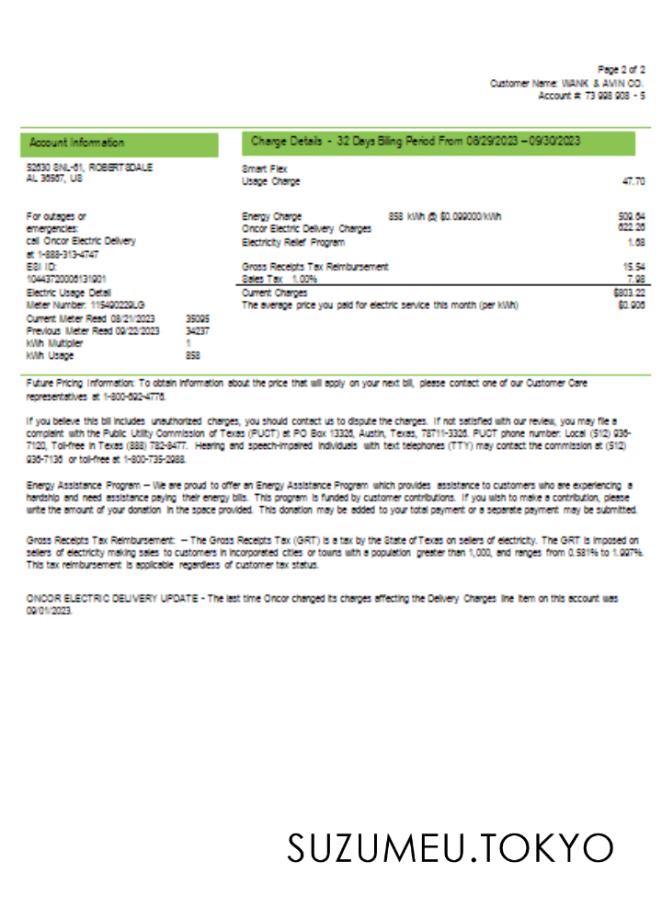 Page 2 of 2
Customer Name: WANK & AVIN CO.
Account #: 73 998 908 - 5
Account Information
Charge Details - 32 Days Biling Period From 08/29/2023 – 09/30/2023
52630 SNL-61, ROBERTSDALE
AL 36567, US
Smart Flex
Usage Charge 47.70
For outages or
emergencies:
call Oncor Electric Delivery
at 1-888-313-4747
ESI ID:
10443720006131901
Electric Usage Detail
Meter Number: 115490229LG
Current Meter Read 08/21/2023 35095
Previous Meter Read 09/22/2023 34237
kWh Multiplier 1
kWh Usage 858
Energy Charge 858 kWh @ $0.099000/kWh 509.64
Oncor Electric Delivery Charges 622.26
Electricity Relief Program 1.68
Gross Receipts Tax Reimbursement 15.54
Sales Tax 1.00% 7.98
Current Charges $803.22
The average price you paid for electric service this month (per kWh) $0.906
Future Pricing Information: To obtain information about the price that will apply on your next bill, please contact one of our Customer Care
representatives at 1-800-692-4776.
If you believe this bill includes unauthorized charges, you should contact us to dispute the charges. If not satisfied with our review, you may file a
complaint with the Public Utility Commission of Texas (PUCT) at PO Box 13326, Austin, Texas, 78711-3326. PUCT phone number: Local (512) 936-
7120, Toll-free in Texas (888) 782-8477. Hearing and speech-impaired individuals with text telephones (TTY) may contact the commission at (512)
936-7136 or toll-free at 1-800-735-2988.
Energy Assistance Program – We are proud to offer an Energy Assistance Program which provides assistance to customers who are experiencing a
hardship and need assistance paying their energy bills. This program is funded by customer contributions. If you wish to make a contribution, please
write the amount of your donation in the space provided. This donation may be added to your total payment or a separate payment may be submitted.
Gross Receipts Tax Reimbursement: – The Gross Receipts Tax (GRT) is a tax by the State of Texas on sellers of electricity. The GRT is imposed on
sellers of electricity making sales to customers in incorporated cities or towns with a population greater than 1,000, and ranges from 0.581% to 1.997%.
This tax reimbursement is applicable regardless of customer tax status.
ONCOR ELECTRIC DELIVERY UPDATE - The last time Oncor changed its charges affecting the Delivery Charges line item on this account was
09/01/2023.
SUZUMEU.TOKYO